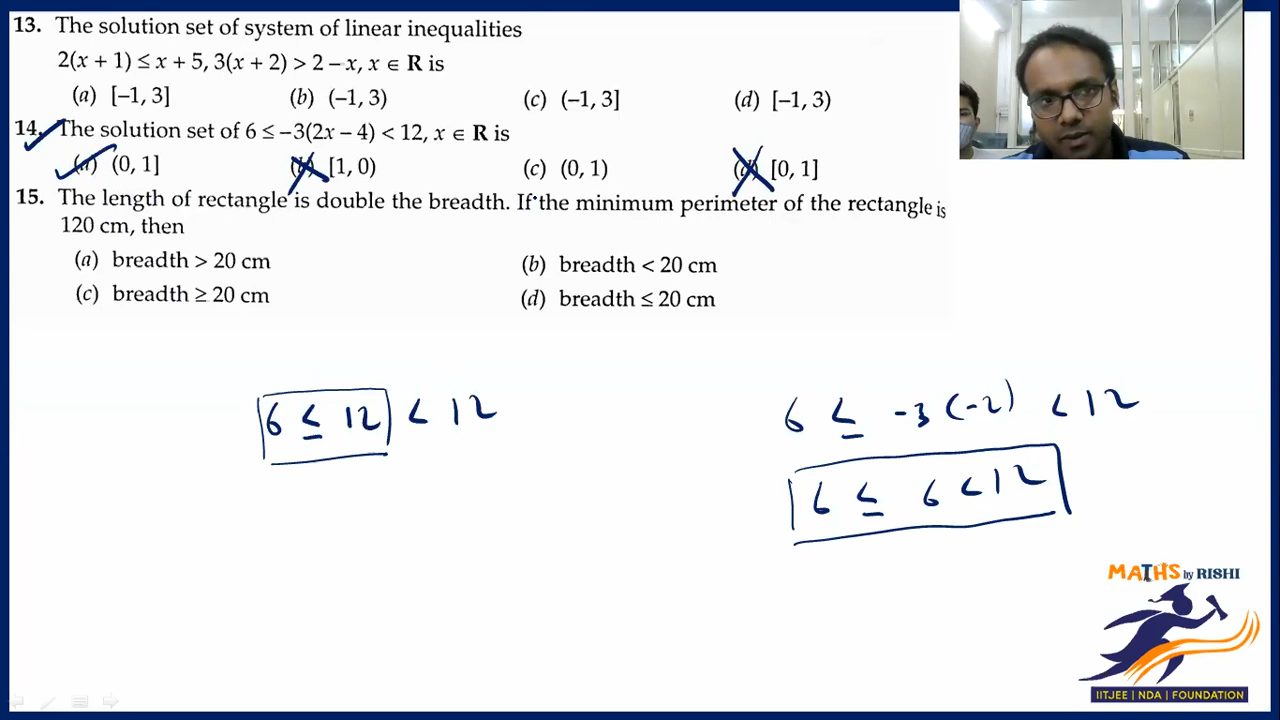 13. The solution set of system of linear inequalities
2(x + 1) ≤ x + 5, 3(x + 2) > 2 – x, x ∈ R is
(a) [–1, 3] (b) (–1, 3) (c) (–1, 3] (d) [–1, 3)
14. The solution set of 6 ≤ –3(2x – 4) < 12, x ∈ R is
(a) (0, 1] (b) [1, 0) (c) (0, 1) (d) [0, 1]
15. The length of rectangle is double the breadth. If the minimum perimeter of the rectangle is
120 cm, then
(a) breadth > 20 cm (b) breadth < 20 cm
(c) breadth ≥ 20 cm (d) breadth ≤ 20 cm
6 ≤ 12 < 12
6 ≤ -3 (-2) < 12
6 ≤ 6 < 12
MATHS by RISHI
IITJEE | NDA | FOUNDATION